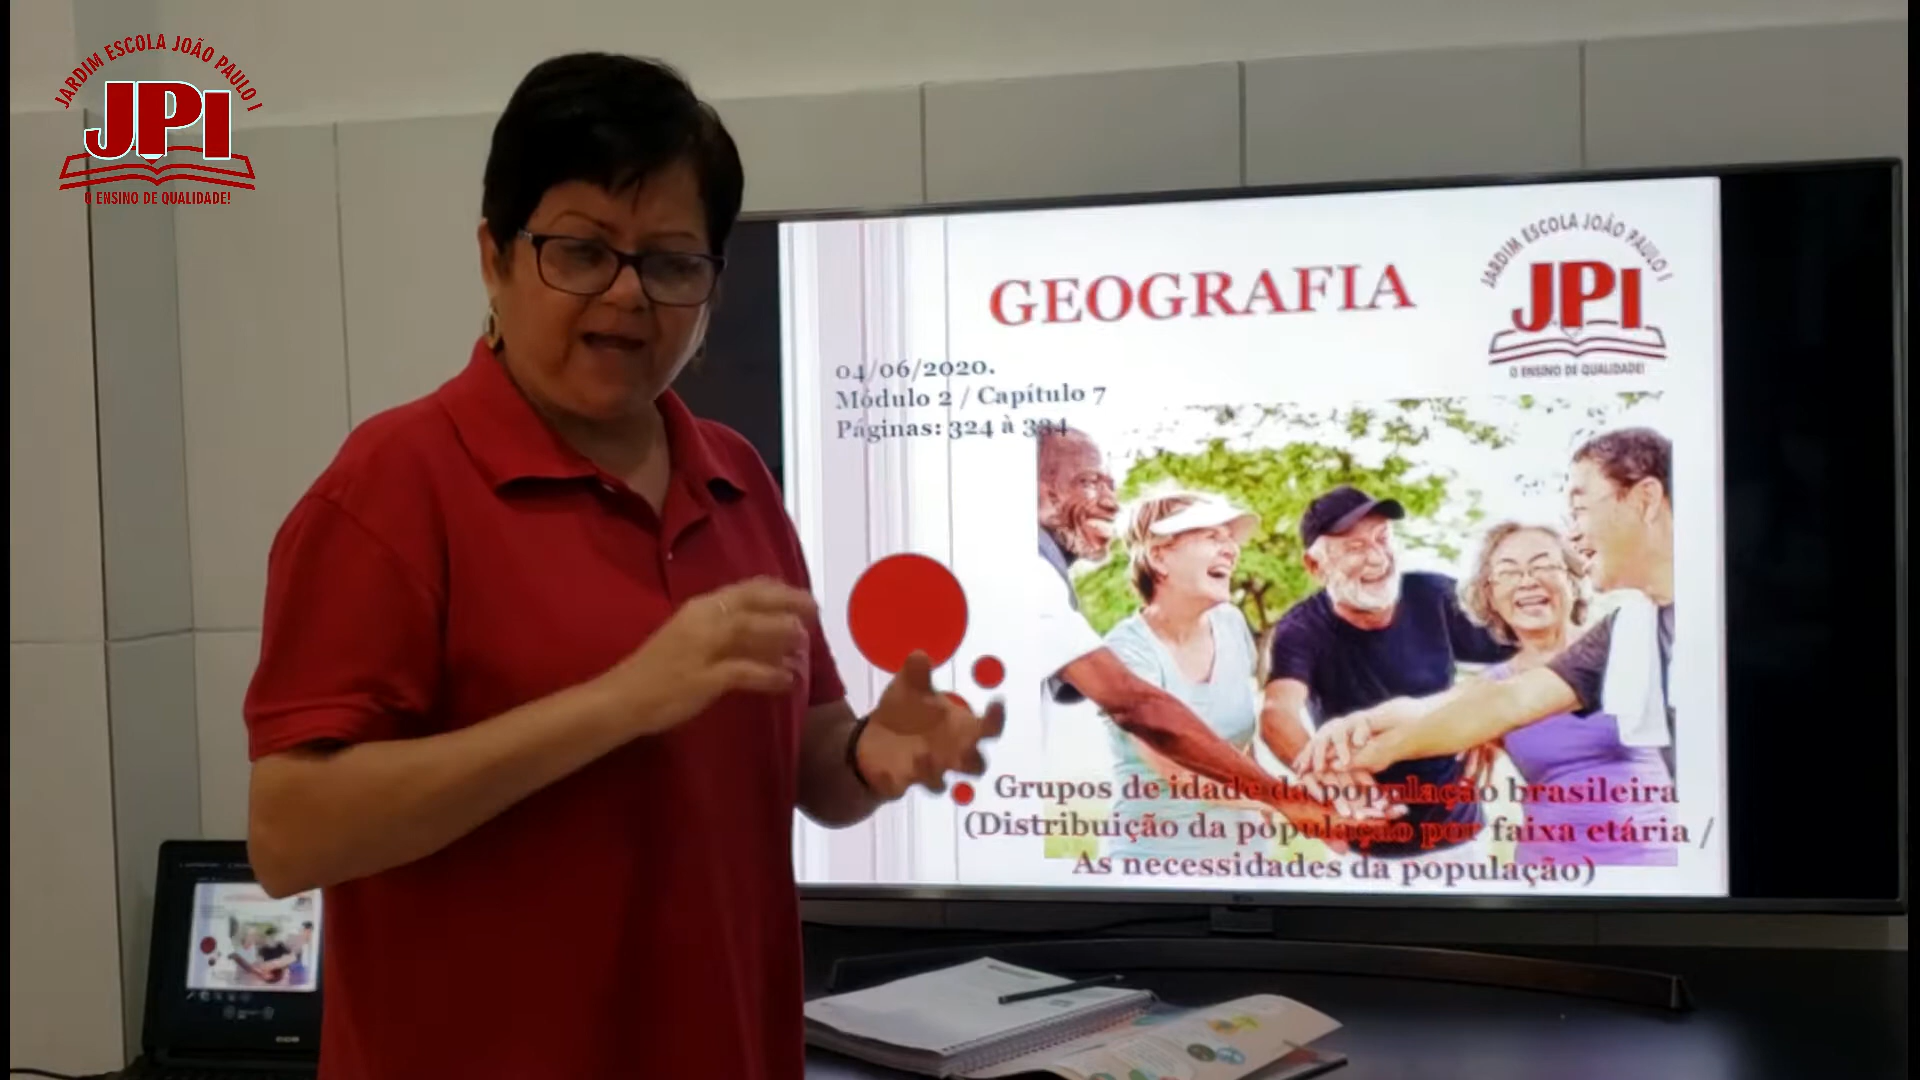 JARDIM ESCOLA JOÃO PAULO I
JPI
O ENSINO DE QUALIDADE!
GEOGRAFIA
JARDIM ESCOLA JOÃO PAULO I
JPI
O ENSINO DE QUALIDADE!
04/06/2020.
Módulo 2 / Capítulo 7
Páginas: 324 à 334
Grupos de idade da população brasileira
(Distribuição da população por faixa etária /
As necessidades da população)